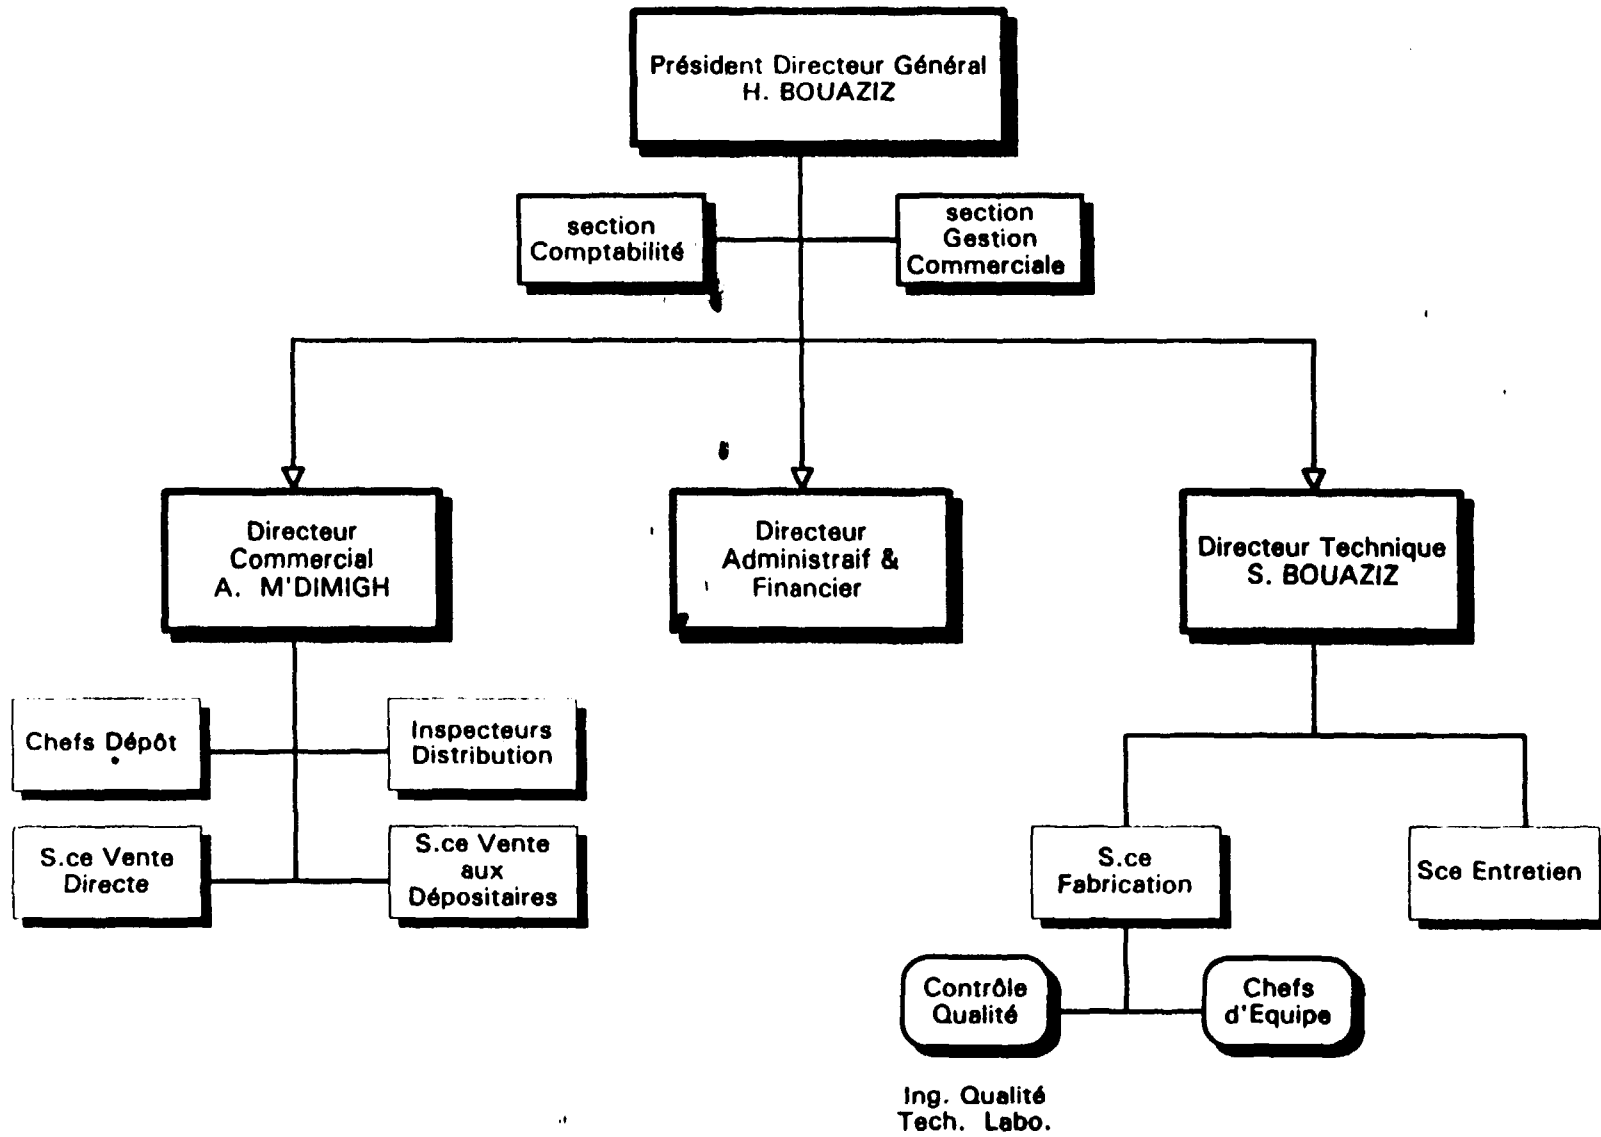 Président Directeur Général
H. BOUAZIZ
section
Comptabilité
section
Gestion
Commerciale
Directeur
Commercial
A. M'DIMIGH
Directeur
Administraif &
Financier
Directeur Technique
S. BOUAZIZ
Chefs Dépôt
Inspecteurs
Distribution
S.ce Vente
Directe
S.ce Vente
aux
Dépositaires
S.ce
Fabrication
Sce Entretien
Contrôle
Qualité
Chefs
d'Equipe
Ing. Qualité
Tech. Labo.